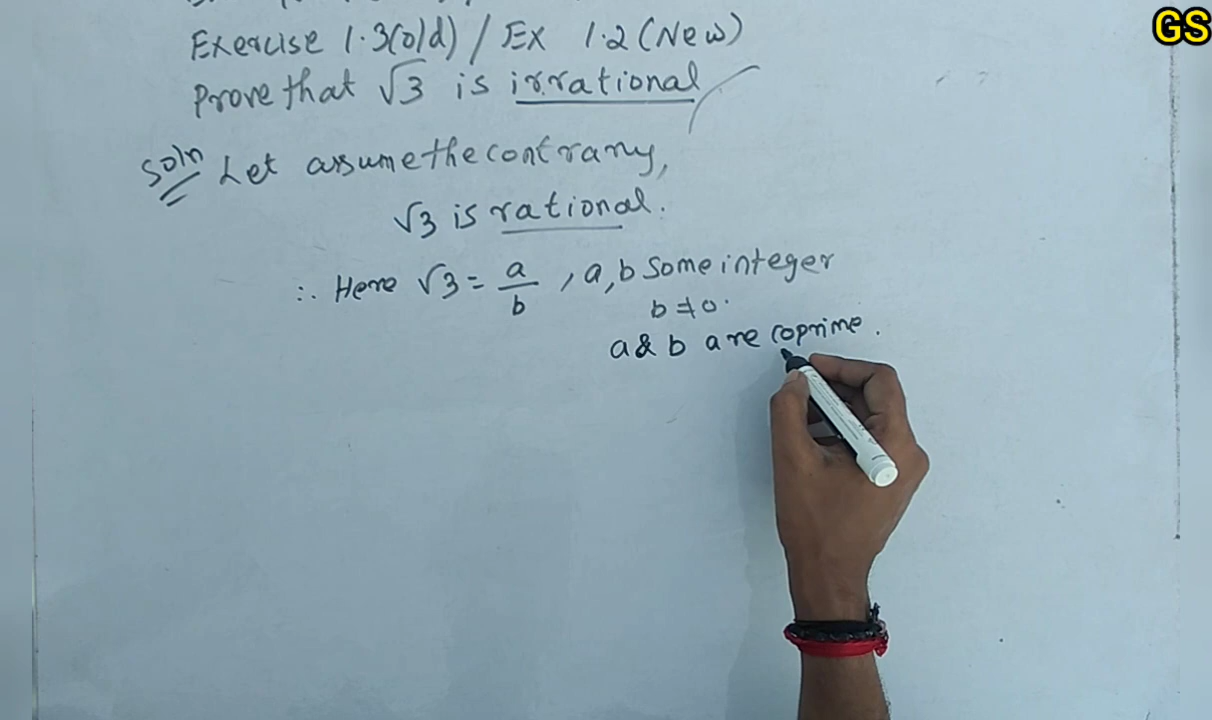 GS
Exercise 1.3(old) / EX 1.2 (New)
Prove that √3 is irrational
Soln Let assume the contrary,
√3 is rational.
∴ Here √3 = a/b , a, b some integer
b ≠ 0.
a & b are coprime.